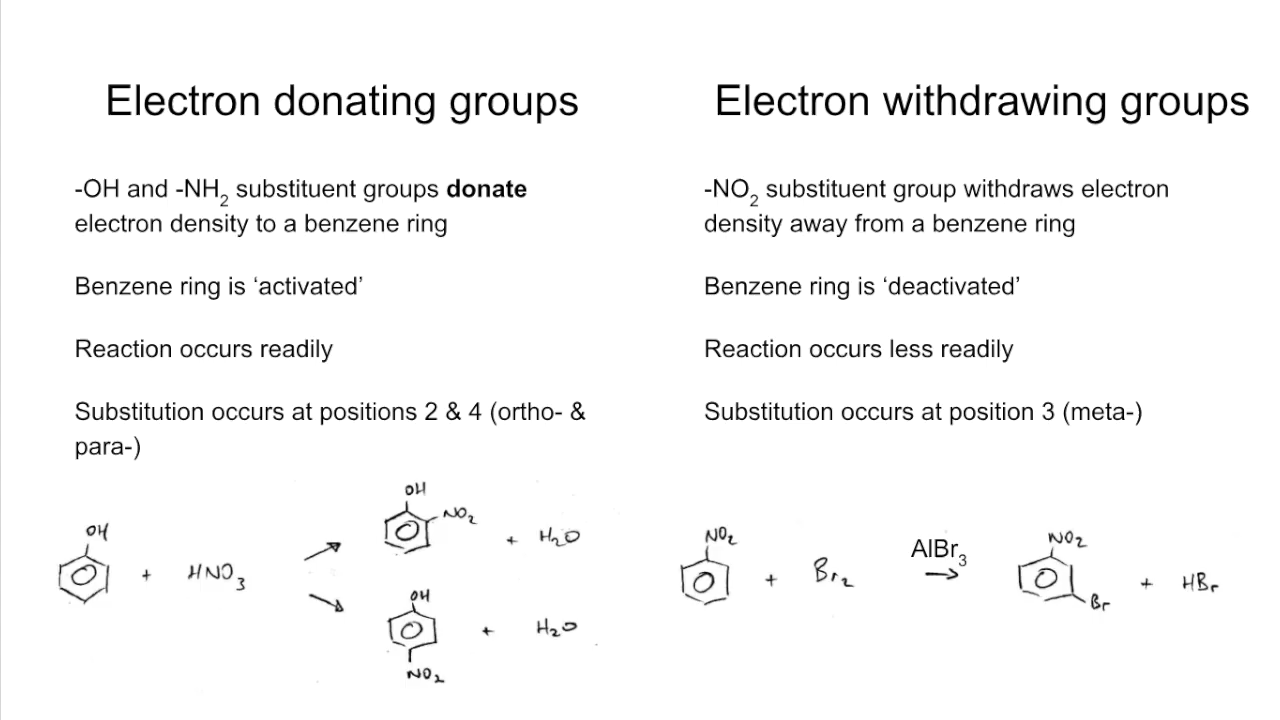 Electron donating groups
-OH and -NH₂ substituent groups donate
electron density to a benzene ring
Benzene ring is ‘activated’
Reaction occurs readily
Substitution occurs at positions 2 & 4 (ortho- &
para-)
OH
+ HNO₃
OH
NO₂
+ H₂O
OH
NO₂
+ H₂O
Electron withdrawing groups
-NO₂ substituent group withdraws electron
density away from a benzene ring
Benzene ring is ‘deactivated’
Reaction occurs less readily
Substitution occurs at position 3 (meta-)
NO₂
+ Br₂
AlBr₃
NO₂
Br
+ HBr